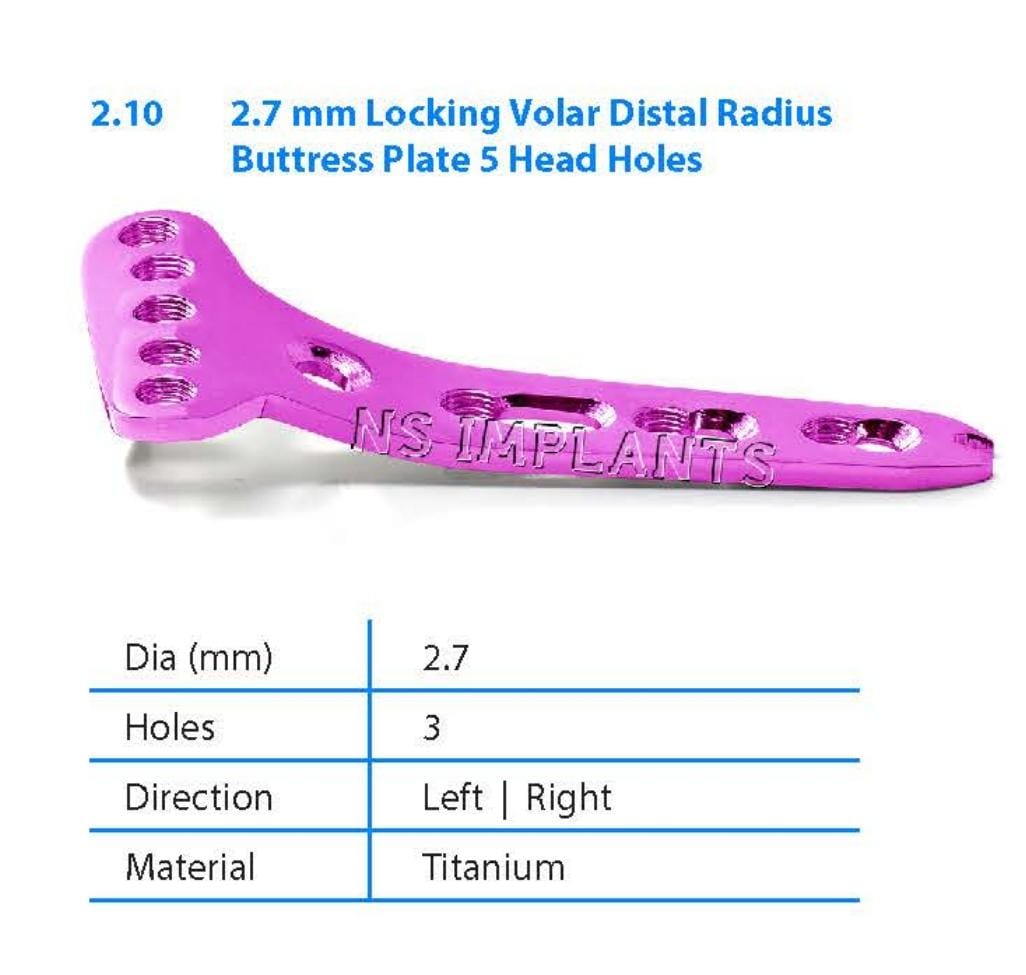 2.10 2.7 mm Locking Volar Distal Radius
Buttress Plate 5 Head Holes
NS IMPLANTS
Dia (mm) 2.7
Holes 3
Direction Left | Right
Material Titanium